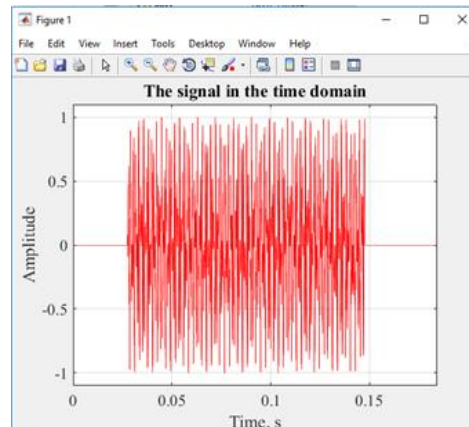 Figure 1
File Edit View Insert Tools Desktop Window Help
The signal in the time domain
1
0.5
0
-0.5
-1
Amplitude
0 0.05 0.1 0.15
Time, s